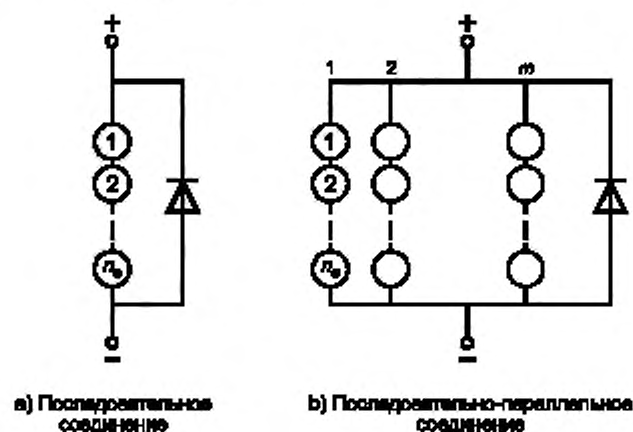 + +
1 2 m
1 1
2 2
nₑ nₑ
– –
a) Последовательное b) Последовательно-параллельное
соединение соединение